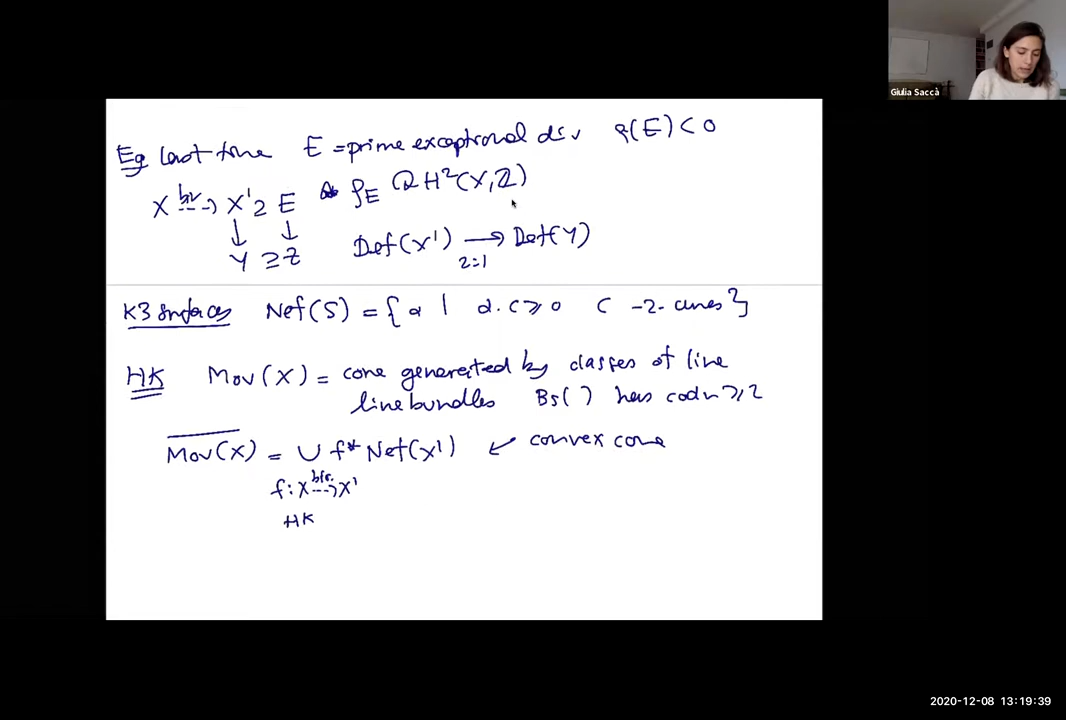 Giulia Saccà
Eg last time E = prime exceptional div q(E) < 0
X bir ⇢ X' ⊇ E ρ_E ↻ H²(X, ℤ)
↓ ↓ Def(X') ⟶ Def(Y)
Y ⊇ Z 2:1
K3 surfaces Nef(S) = { α | α . C ⩾ 0 C -2-curves }
HK Mov(X) = cone generated by classes of line
line bundles Bs( ) has codim ⩾ 2
\overline{Mov(X)} = ∪ f* Nef(X') ↙ convex cone
f: X bir. ⇢ X'
HK
2020-12-08 13:19:39